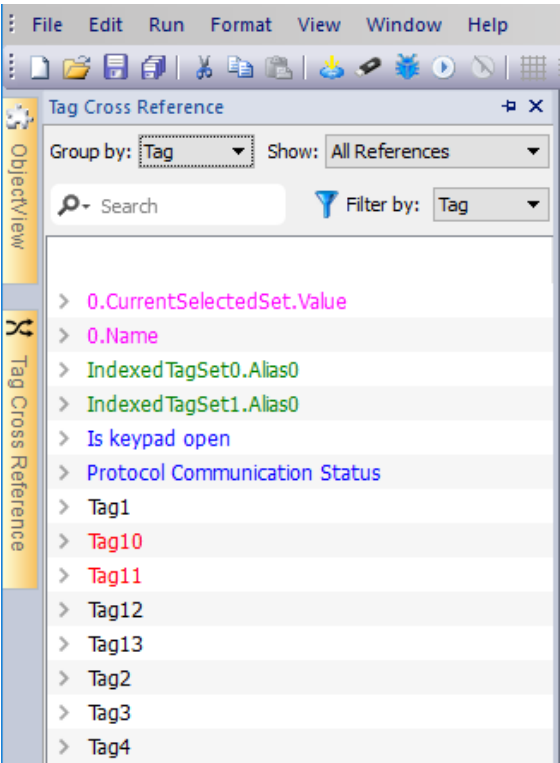 File Edit Run Format View Window Help
Tag Cross Reference
Group by: Tag Show: All References
Search Filter by: Tag
ObjectView
Tag Cross Reference
0.CurrentSelectedSet.Value
0.Name
IndexedTagSet0.Alias0
IndexedTagSet1.Alias0
Is keypad open
Protocol Communication Status
Tag1
Tag10
Tag11
Tag12
Tag13
Tag2
Tag3
Tag4